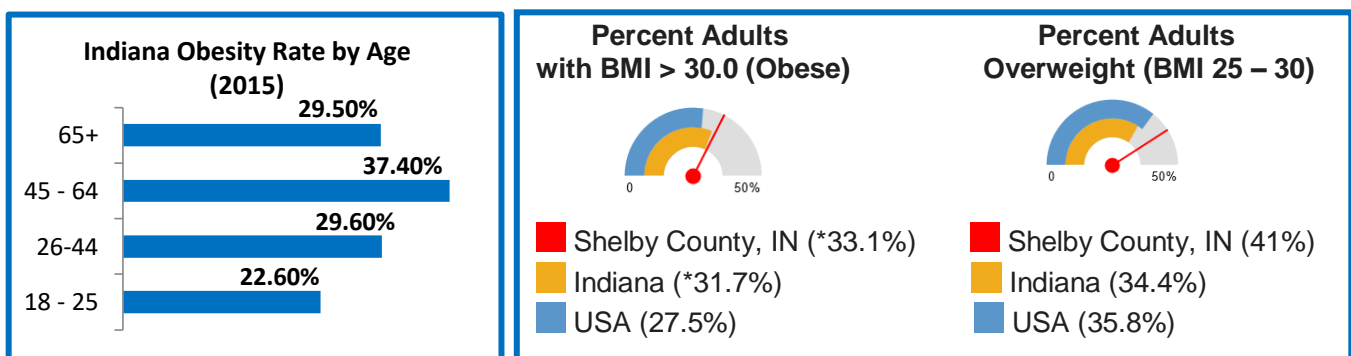 Indiana Obesity Rate by Age
(2015)
65+
29.50%
45 - 64
37.40%
26-44
29.60%
18 - 25
22.60%
Percent Adults
with BMI > 30.0 (Obese)
0
50%
Shelby County, IN (*33.1%)
Indiana (*31.7%)
USA (27.5%)
Percent Adults
Overweight (BMI 25 – 30)
0
50%
Shelby County, IN (41%)
Indiana (34.4%)
USA (35.8%)